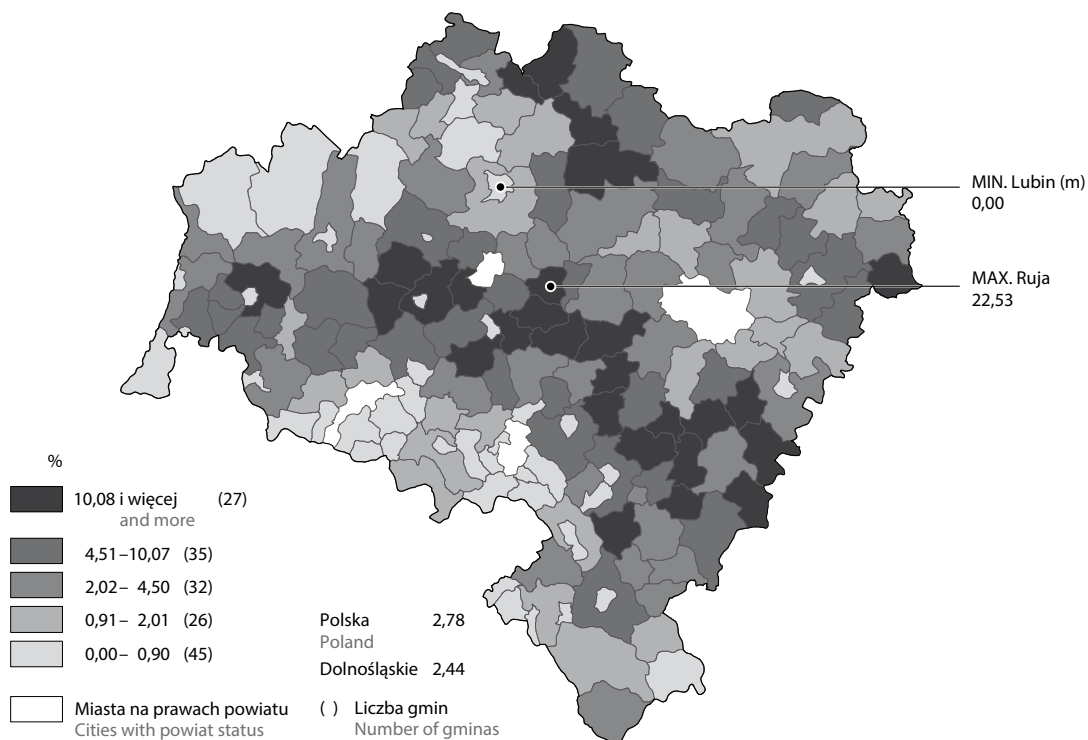 MIN. Lubin (m)
0,00
MAX. Ruja
22,53
%
10,08 i więcej (27)
and more
4,51–10,07 (35)
2,02– 4,50 (32)
0,91– 2,01 (26)
0,00– 0,90 (45)
Miasta na prawach powiatu
Cities with powiat status
Polska 2,78
Poland
Dolnośląskie 2,44
( ) Liczba gmin
Number of gminas